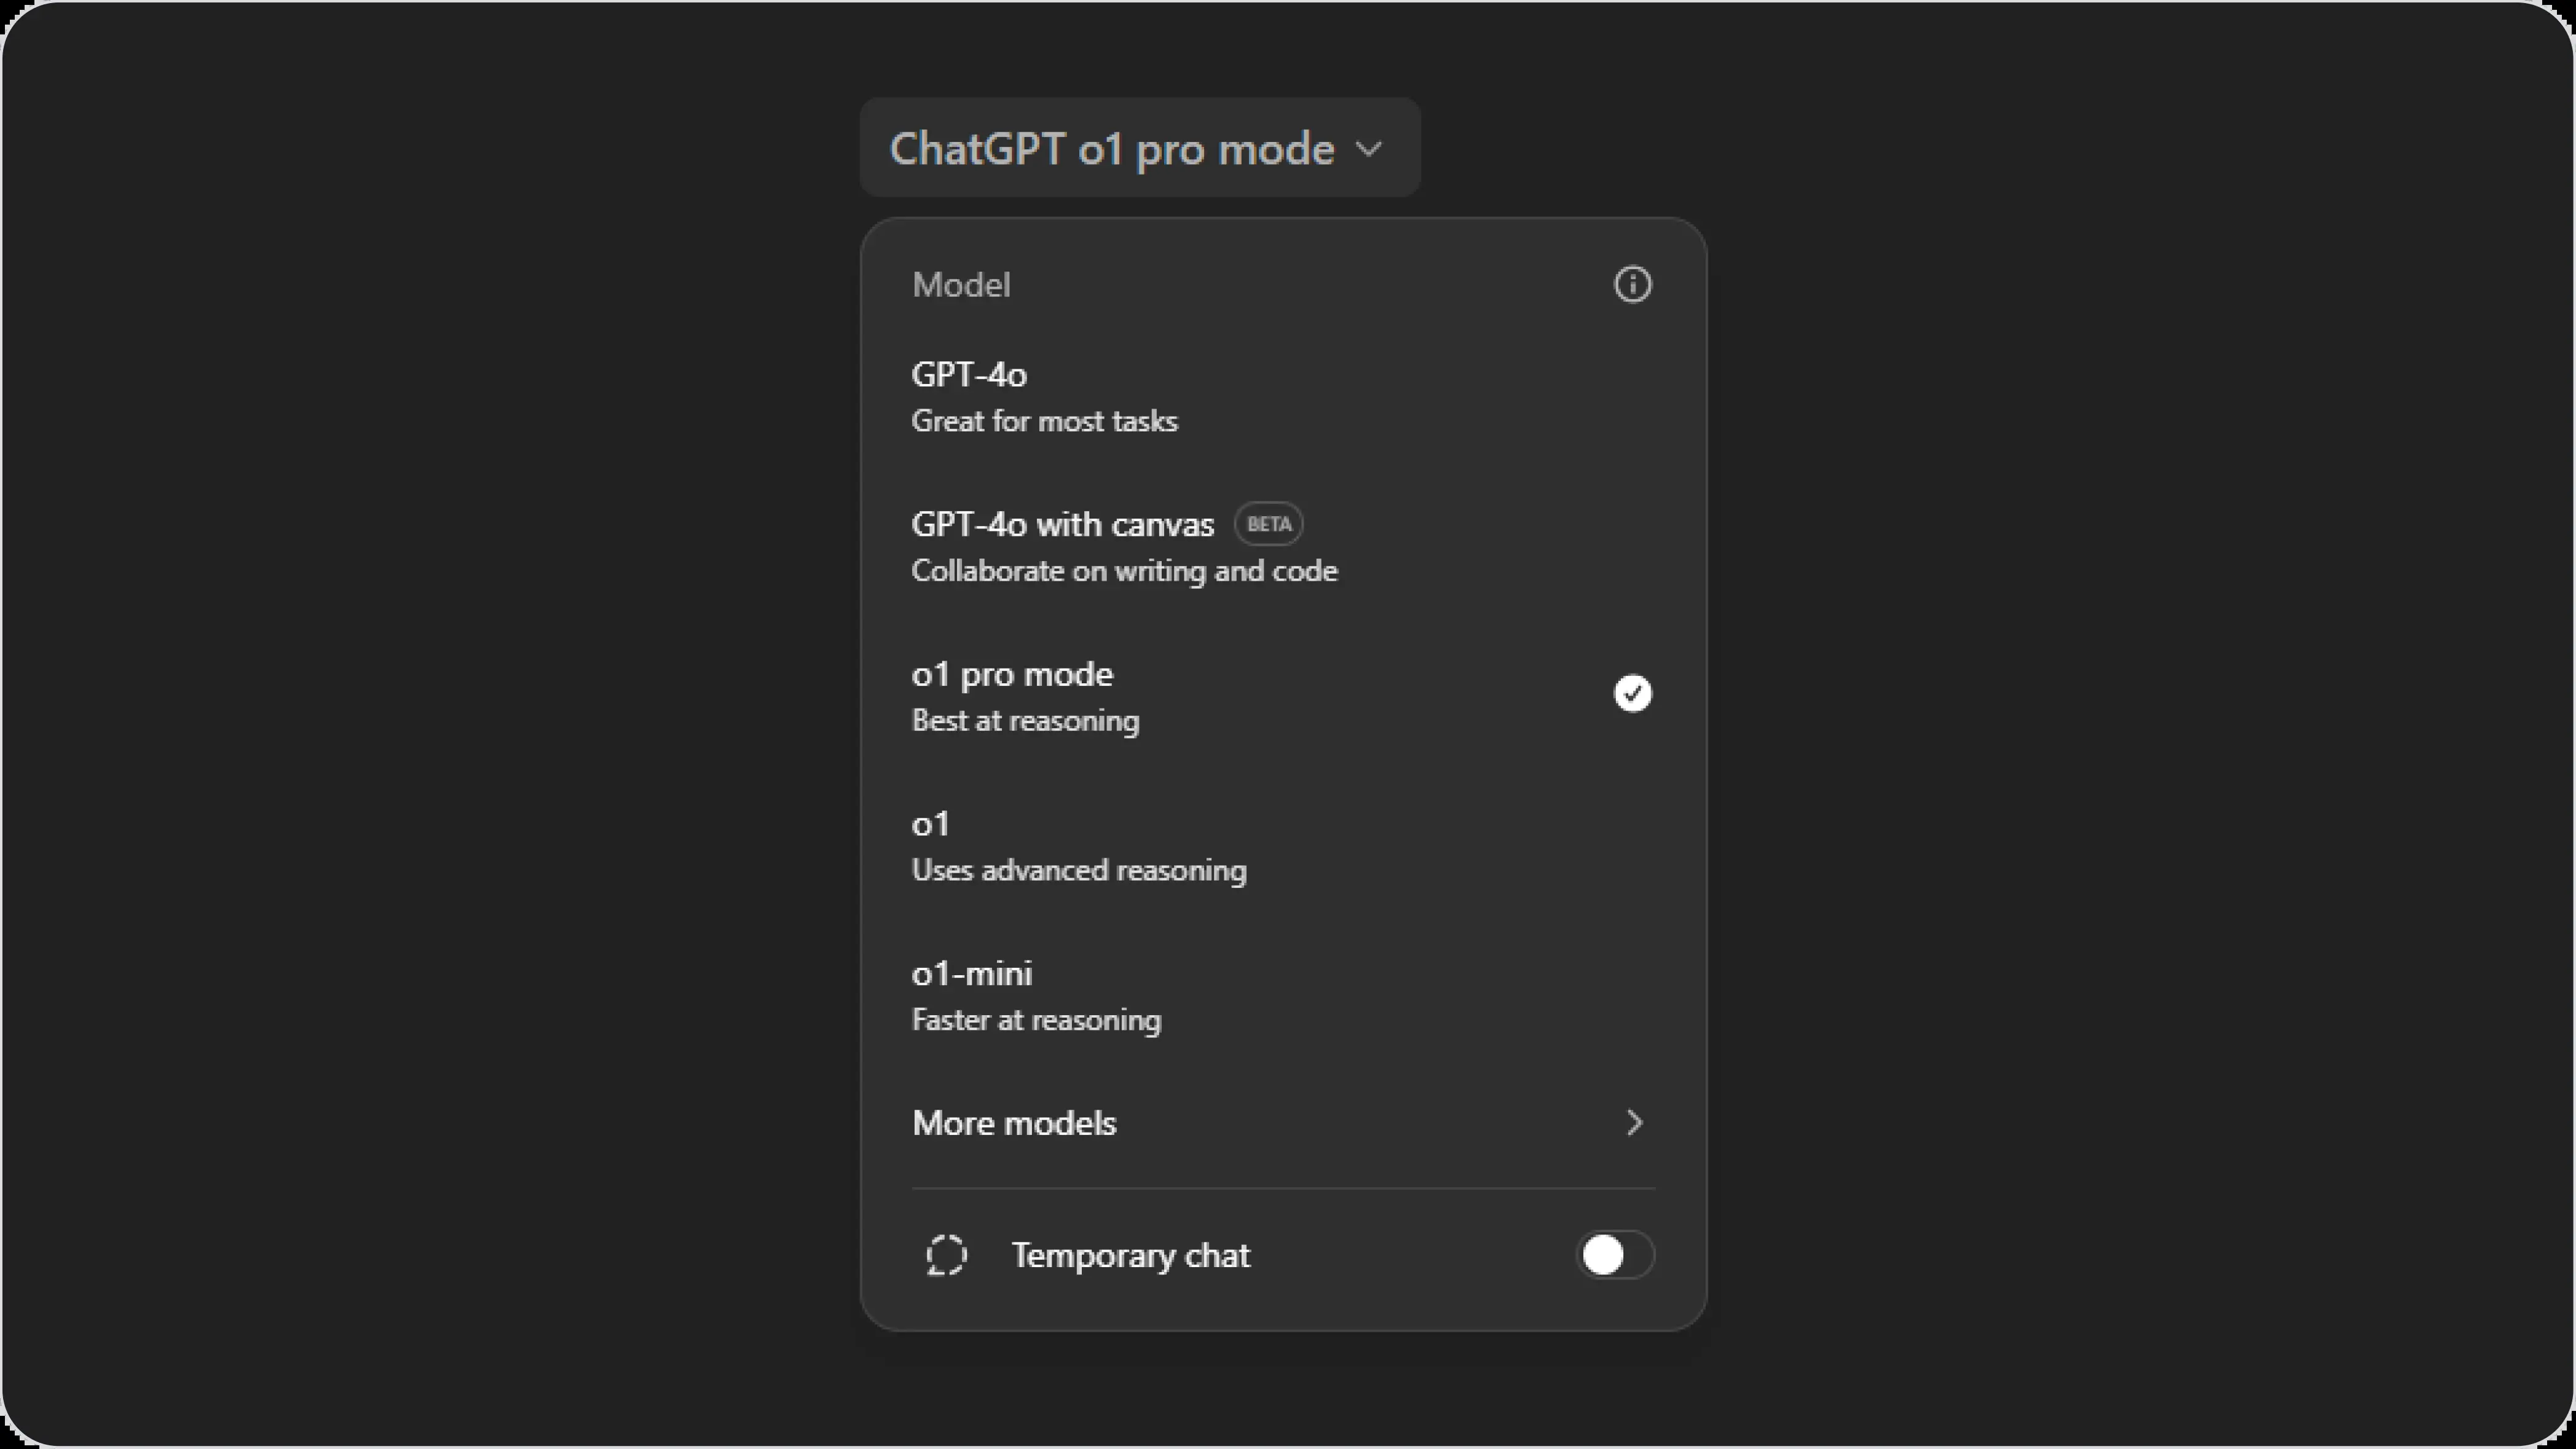 ChatGPT o1 pro mode
Model
GPT-4o
Great for most tasks
GPT-4o with canvas BETA
Collaborate on writing and code
o1 pro mode
Best at reasoning
o1
Uses advanced reasoning
o1-mini
Faster at reasoning
More models
Temporary chat